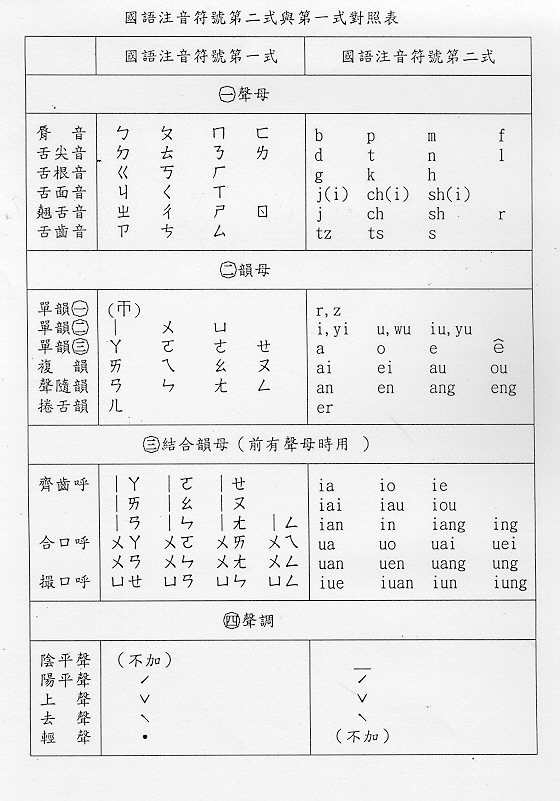 國語注音符號第二式與第一式對照表
國語注音符號第一式 國語注音符號第二式
㊀聲母
脣音 ㄅ ㄆ ㄇ ㄈ b p m f
舌尖音 ㄉ ㄊ ㄋ ㄌ d t n l
舌根音 ㄍ ㄎ ㄏ g k h
舌面音 ㄐ ㄑ ㄒ j(i) ch(i) sh(i)
翹舌音 ㄓ ㄔ ㄕ ㄖ j ch sh r
舌齒音 ㄗ ㄘ ㄙ tz ts s
㊁韻母
單韻㊀ (ㄭ) r,z
單韻㊁ ㄧ ㄨ ㄩ i,yi u,wu iu,yu
單韻㊂ ㄚ ㄛ ㄜ ㄝ a o e ê
複韻 ㄞ ㄟ ㄠ ㄡ ai ei au ou
聲隨韻 ㄢ ㄣ ㄤ ㄥ an en ang eng
捲舌韻 ㄦ er
㊂結合韻母(前有聲母時用)
齊齒呼 ㄧㄚ ㄧㄛ ㄧㄝ ia io ie
ㄧㄞ ㄧㄠ ㄧㄡ iai iau iou
ㄧㄢ ㄧㄣ ㄧㄤ ㄧㄥ ian in iang ing
合口呼 ㄨㄚ ㄨㄛ ㄨㄞ ㄨㄟ ua uo uai uei
ㄨㄢ ㄨㄣ ㄨㄤ ㄨㄥ uan uen uang ung
撮口呼 ㄩㄝ ㄩㄢ ㄩㄣ ㄩㄥ iue iuan iun iung
㊃聲調
陰平聲 (不加) ˉ
陽平聲 ˊ ˊ
上聲 ˇ ˇ
去聲 ˋ ˋ
輕聲 ˙ (不加)